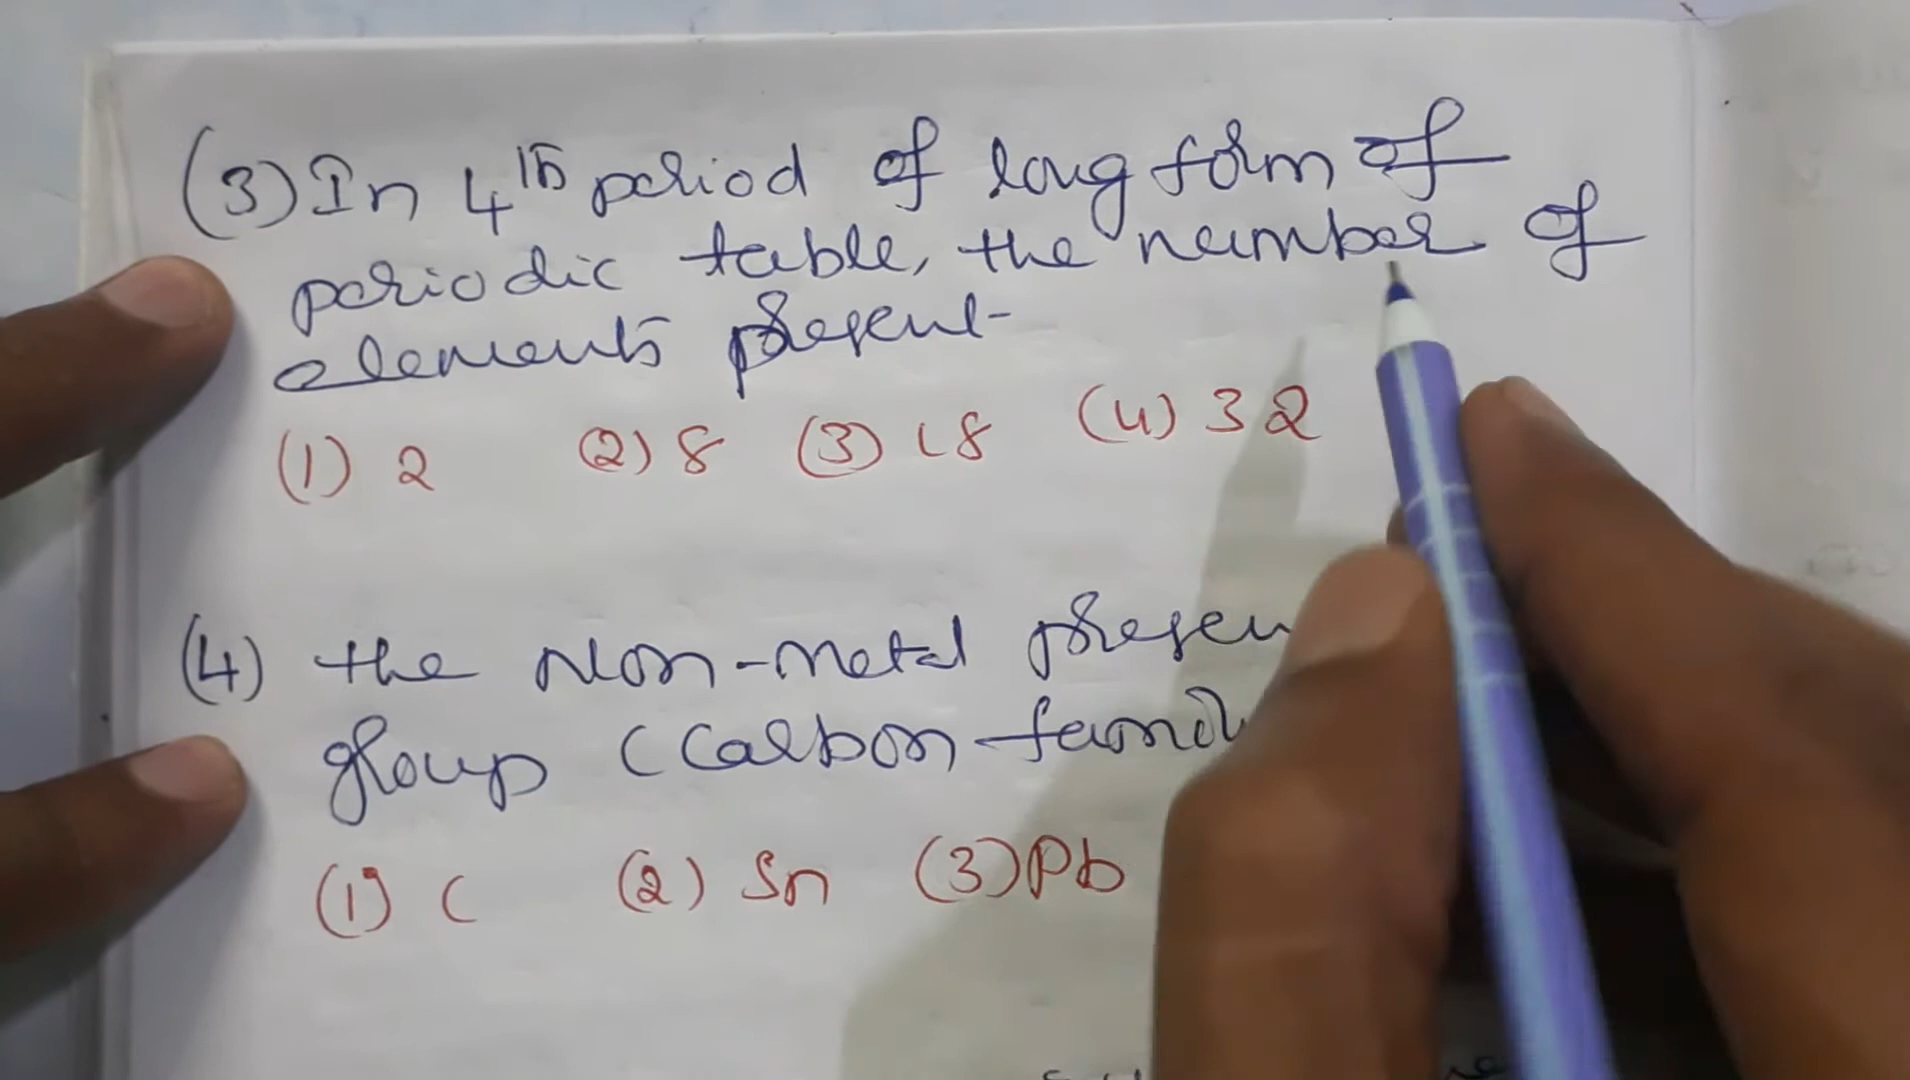 (3) In 4th period of long form of
periodic table, the number of
elements present-
(1) 2 (2) 8 (3) 18 (4) 32
(4) the Non-metal presen
group (Carbon-famil
(1) C (2) Sn (3) Pb